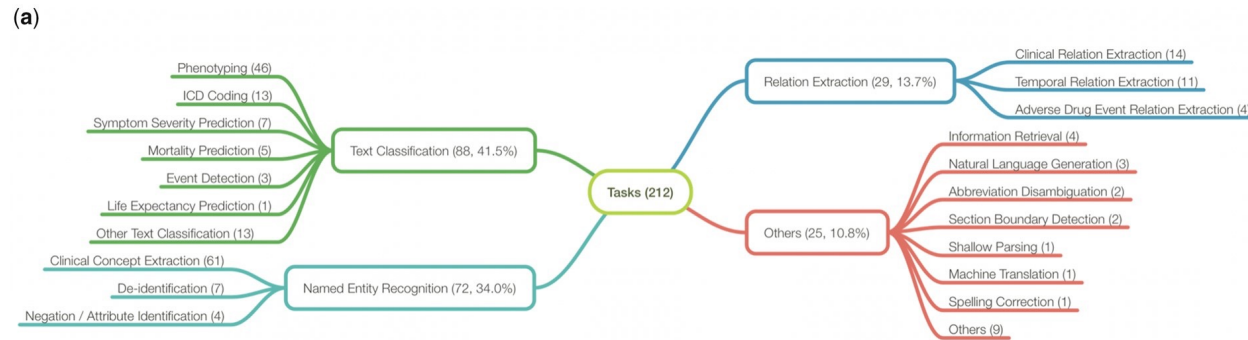 (a)
Phenotyping (46)
ICD Coding (13)
Symptom Severity Prediction (7)
Mortality Prediction (5)
Event Detection (3)
Life Expectancy Prediction (1)
Other Text Classification (13)
Text Classification (88, 41.5%)
Clinical Concept Extraction (61)
De-identification (7)
Negation / Attribute Identification (4)
Named Entity Recognition (72, 34.0%)
Tasks (212)
Relation Extraction (29, 13.7%)
Clinical Relation Extraction (14)
Temporal Relation Extraction (11)
Adverse Drug Event Relation Extraction (4
Others (25, 10.8%)
Information Retrieval (4)
Natural Language Generation (3)
Abbreviation Disambiguation (2)
Section Boundary Detection (2)
Shallow Parsing (1)
Machine Translation (1)
Spelling Correction (1)
Others (9)